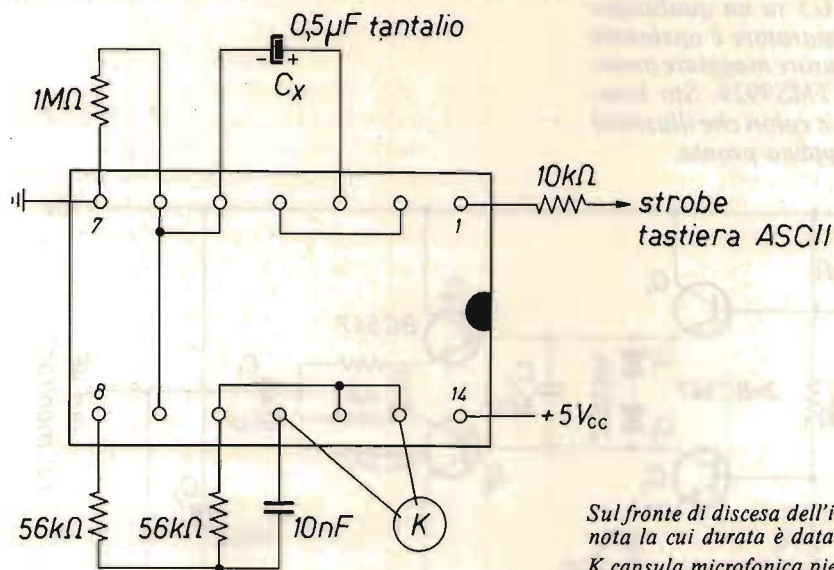 0,5µF tantalio
- +
Cx
1MΩ
10kΩ
strobe
tastiera ASCII
7
1
8
14
+5Vcc
56kΩ
56kΩ
10nF
K
Sul fronte di discesa dell'i
nota la cui durata è data
K capsula microfonica pie